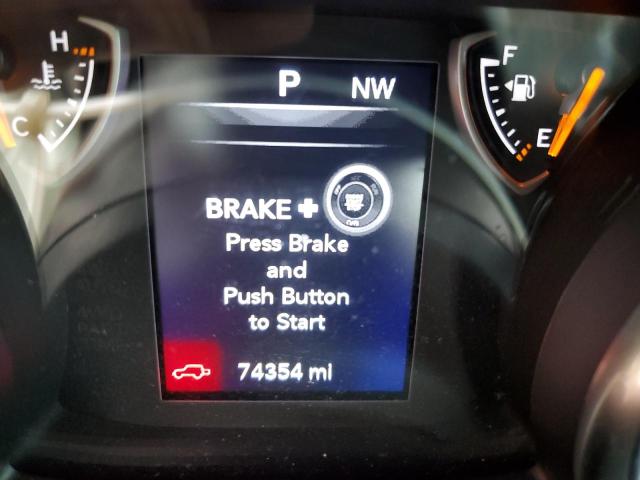 H
C
P NW
F
E
BRAKE +
Press Brake
and
Push Button
to Start
74354 mi